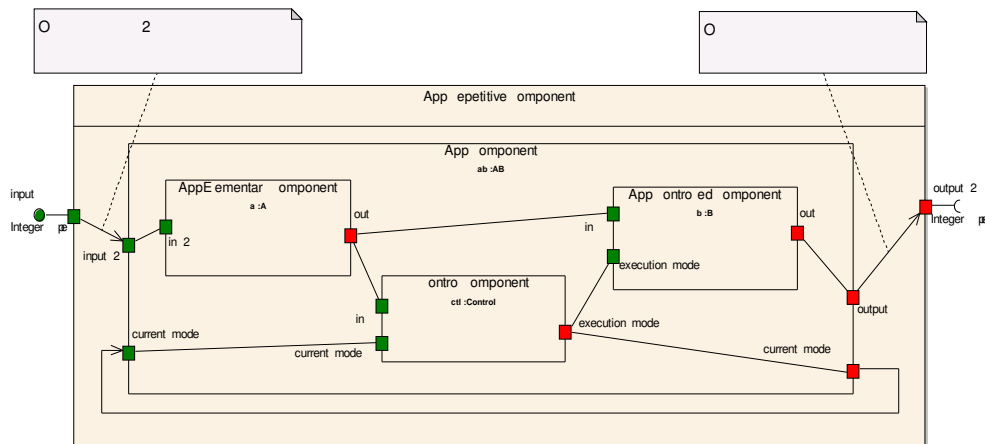 O 2
O
App epetitive omponent
App omponent
ab :AB
AppE ementar omponent
a :A
App ontro ed omponent
b :B
ontro omponent
ctl :Control
input
Integer pe
input 2
in 2
out
in
execution mode
out
output 2
Integer pe
output
current mode
in
current mode
execution mode
current mode